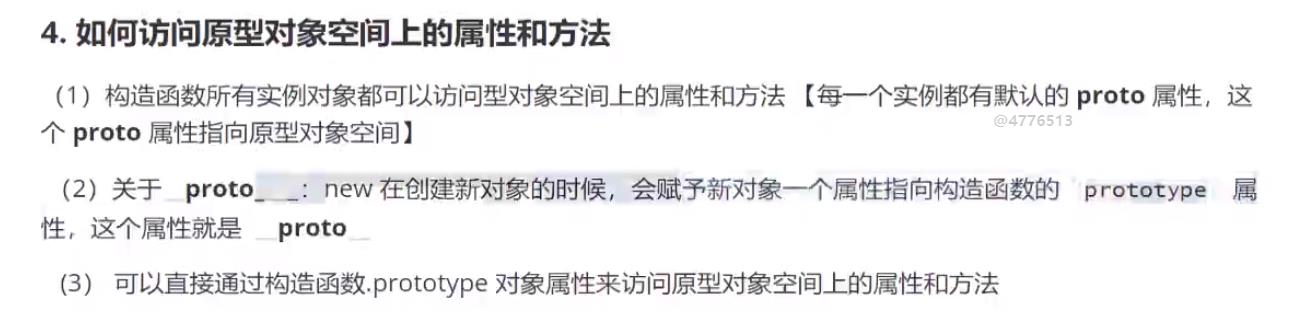 4. 如何访问原型对象空间上的属性和方法
（1）构造函数所有实例对象都可以访问型对象空间上的属性和方法 【每一个实例都有默认的 proto 属性，这
@4776513
个 proto 属性指向原型对象空间】
（2）关于 __proto___：new 在创建新对象的时候，会赋予新对象一个属性指向构造函数的 prototype 属
性，这个属性就是 __proto__
（3） 可以直接通过构造函数.prototype 对象属性来访问原型对象空间上的属性和方法